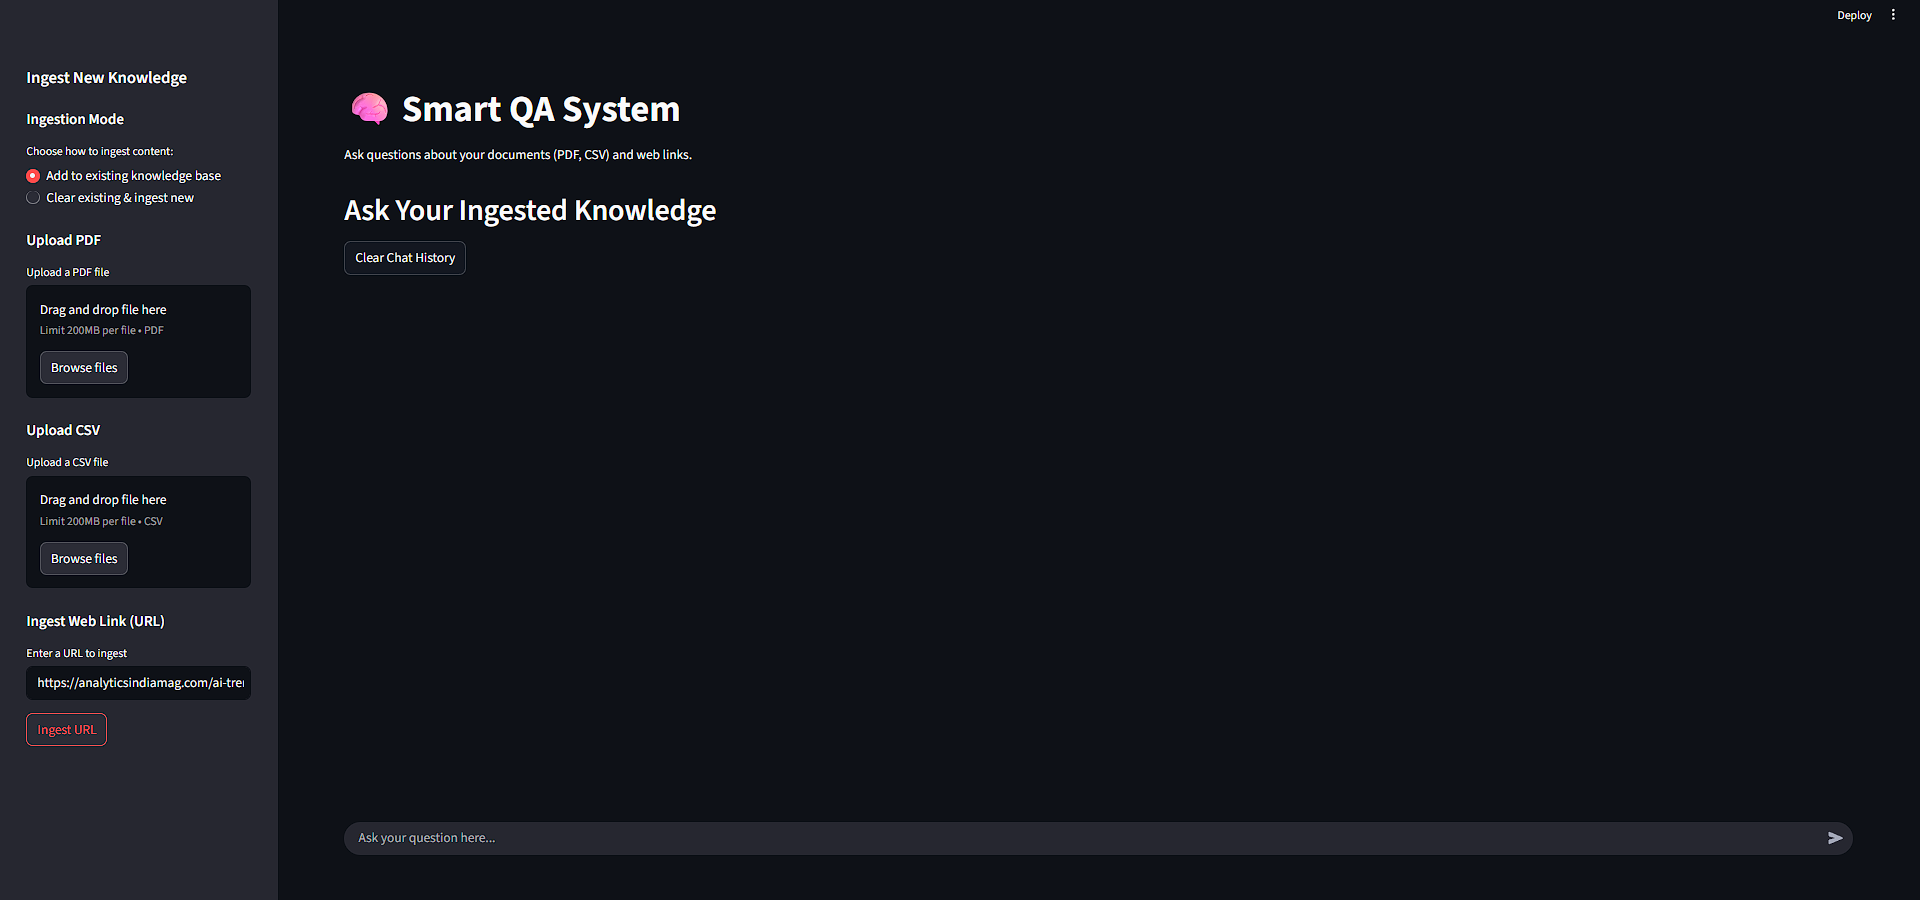 Deploy
Ingest New Knowledge
Ingestion Mode
Choose how to ingest content:
Add to existing knowledge base
Clear existing & ingest new
Upload PDF
Upload a PDF file
Drag and drop file here
Limit 200MB per file • PDF
Browse files
Upload CSV
Upload a CSV file
Drag and drop file here
Limit 200MB per file • CSV
Browse files
Ingest Web Link (URL)
Enter a URL to ingest
https://analyticsindiamag.com/ai-tre
Ingest URL
Smart QA System
Ask questions about your documents (PDF, CSV) and web links.
Ask Your Ingested Knowledge
Clear Chat History
Ask your question here...